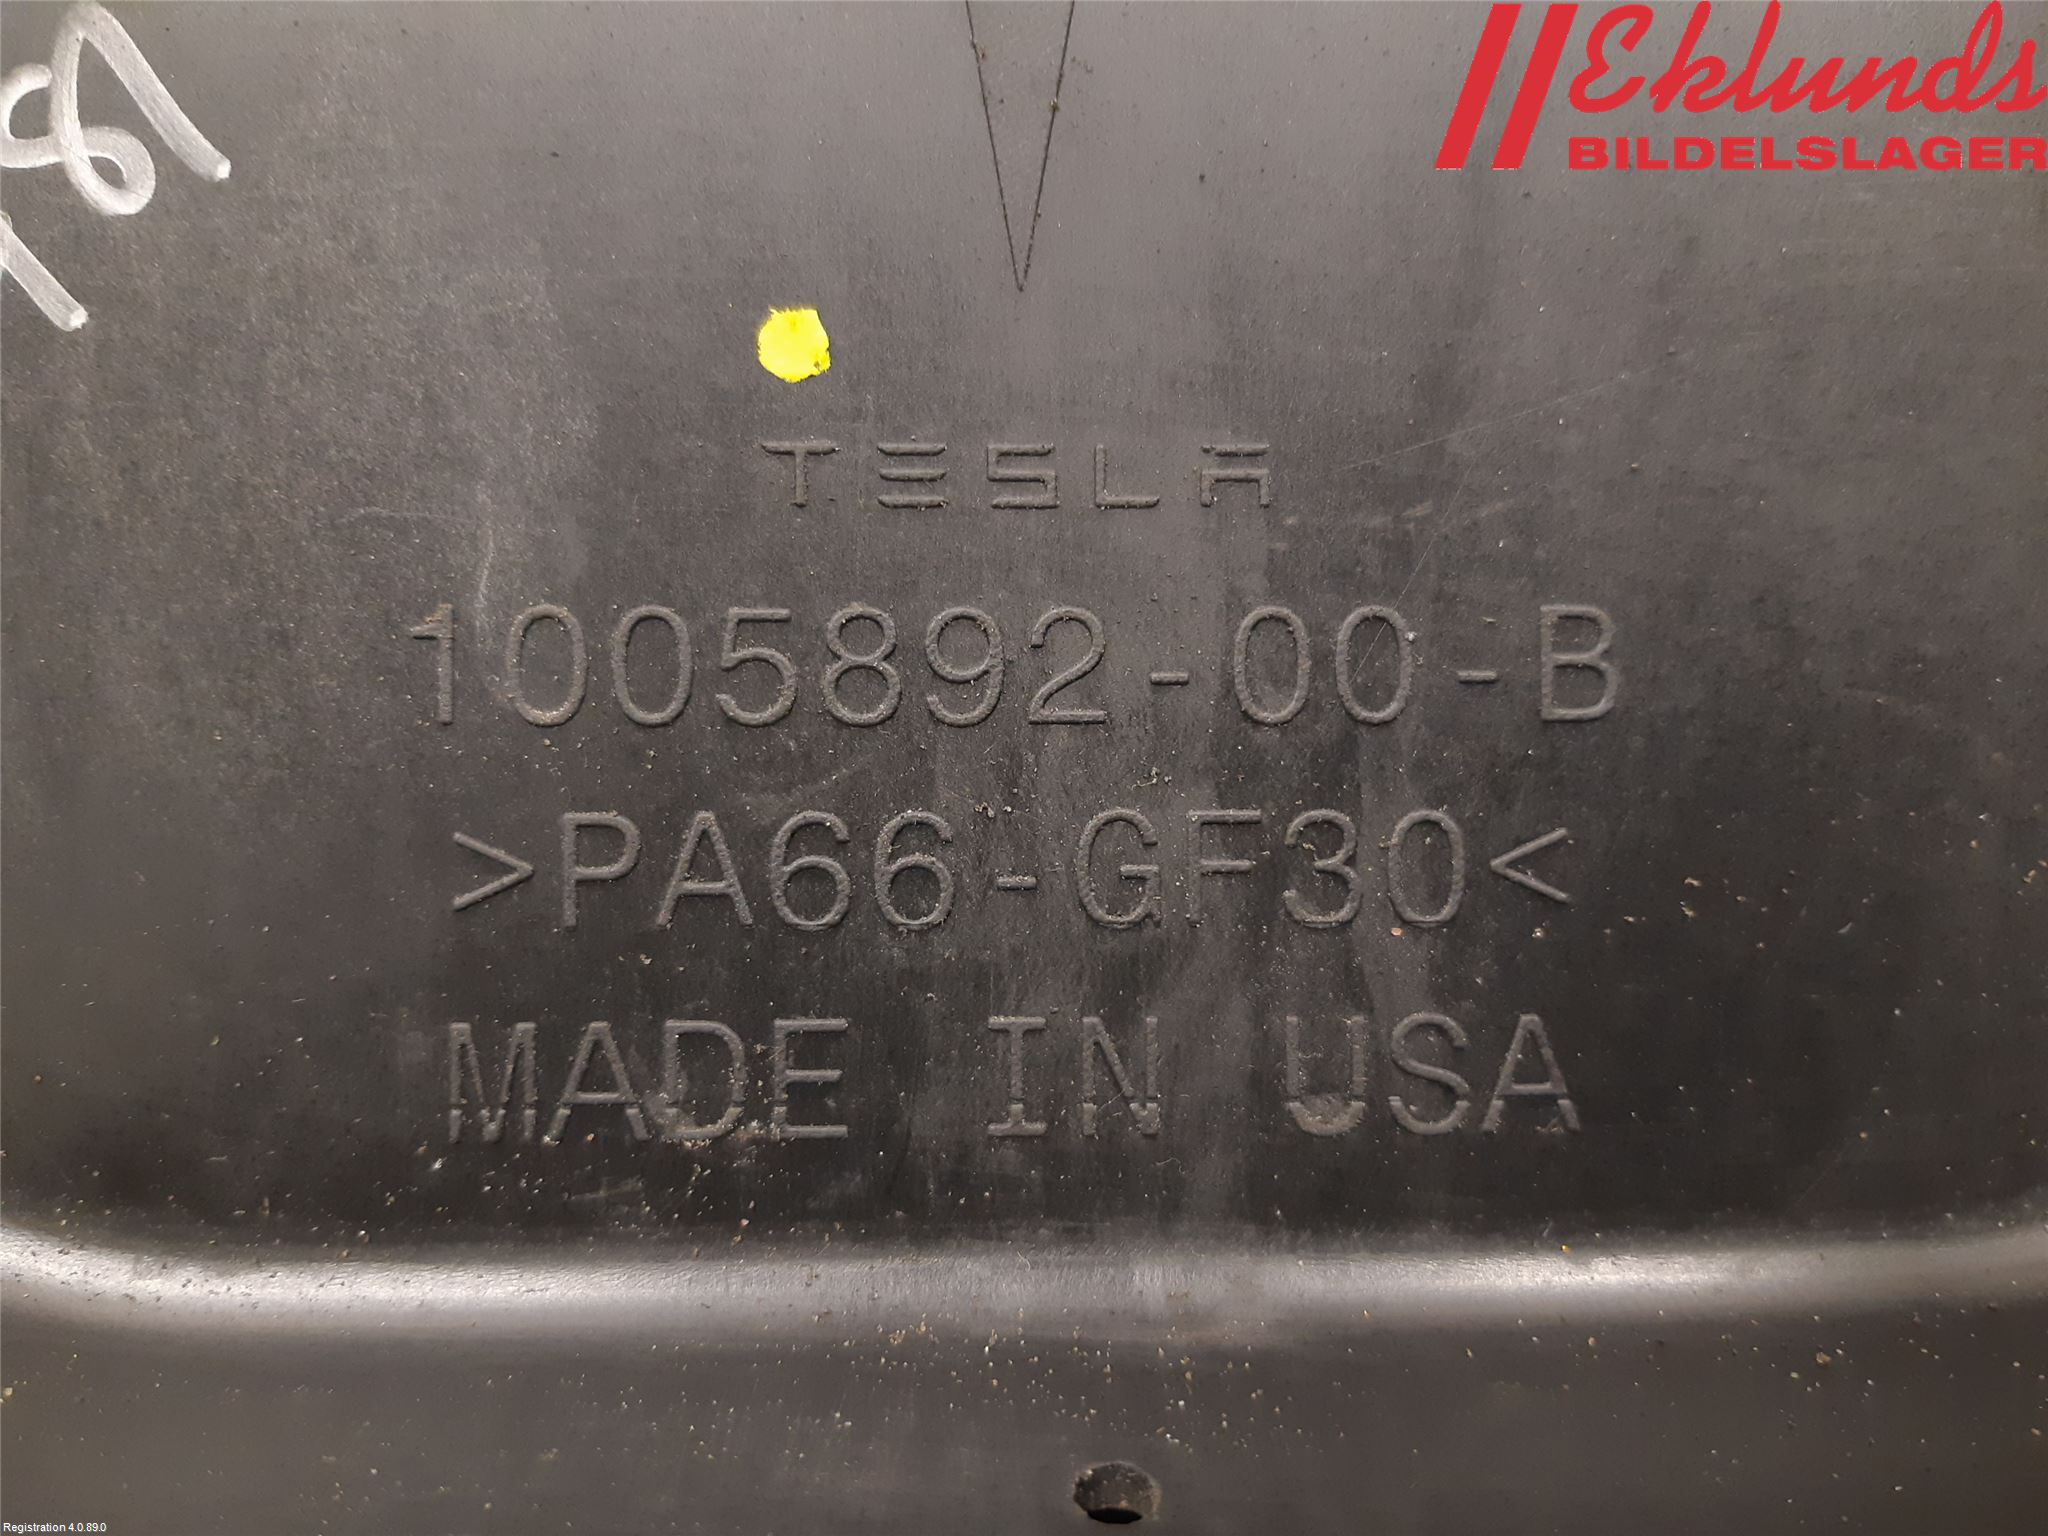 Eklunds
BILDELSLAGER
TESLA
1005892-00-B
>PA66-GF30<
MADE IN USA
Registration 4.0.89.0